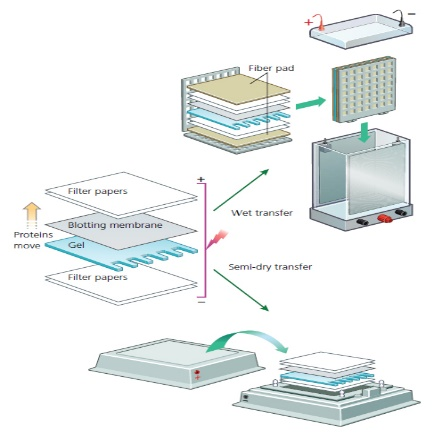 + −
Fiber pad
+
Filter papers
Wet transfer
Blotting membrane
Proteins
move
Gel
Semi-dry transfer
Filter papers
−